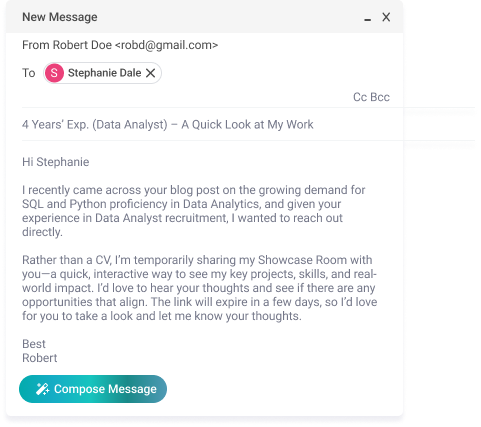 New Message
From Robert Doe <robd@gmail.com>
To S Stephanie Dale
Cc Bcc
4 Years’ Exp. (Data Analyst) – A Quick Look at My Work
Hi Stephanie
I recently came across your blog post on the growing demand for
SQL and Python proficiency in Data Analytics, and given your
experience in Data Analyst recruitment, I wanted to reach out
directly.
Rather than a CV, I’m temporarily sharing my Showcase Room with
you—a quick, interactive way to see my key projects, skills, and real-
world impact. I’d love to hear your thoughts and see if there are any
opportunities that align. The link will expire in a few days, so I’d love
for you to take a look and let me know your thoughts.
Best
Robert
Compose Message